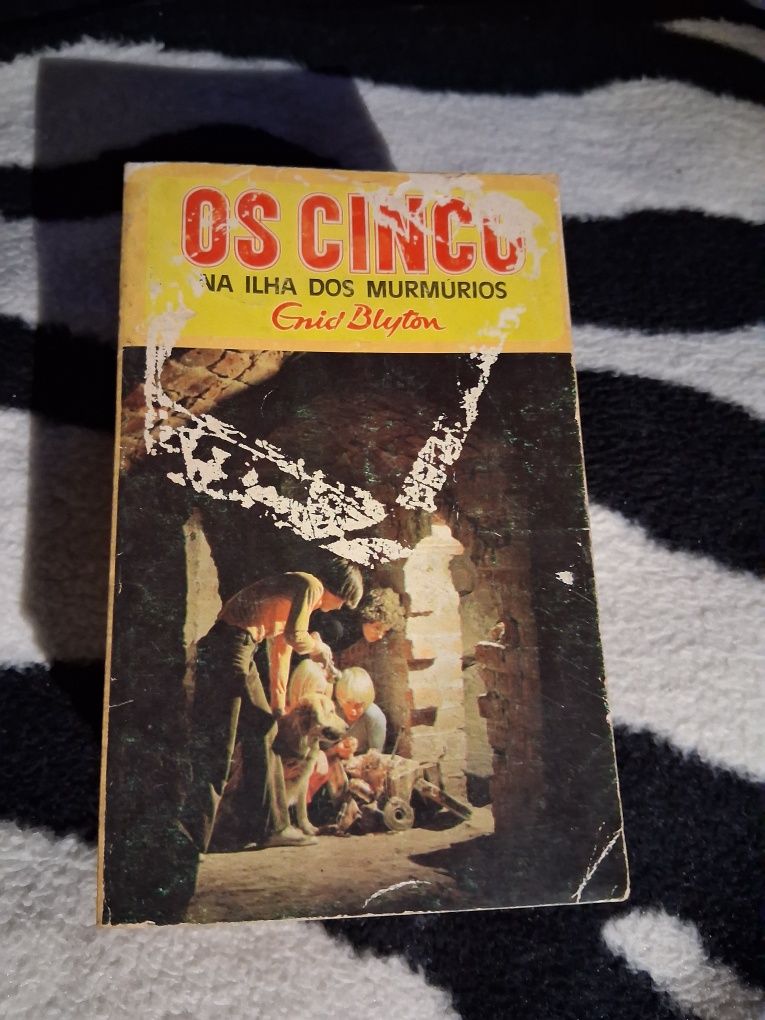 OS CINCO
NA ILHA DOS MURMÚRIOS
Enid Blyton